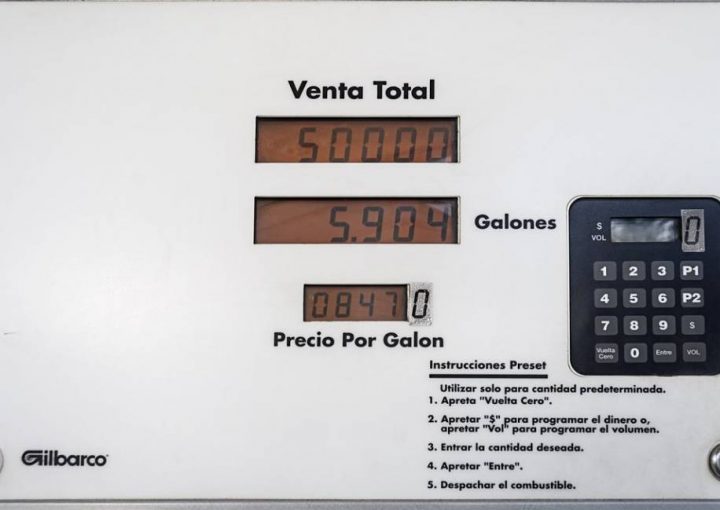 Venta Total
50000
5.904
Galones
08470
Precio Por Galon
$
VOL
0
1 2 3 P1
4 5 6 P2
7 8 9 $
Vuelta Cero 0 Entre VOL
Instrucciones Preset
Utilizar solo para cantidad predeterminada.
1. Apreta "Vuelta Cero".
2. Apretar "$" para programar el dinero o,
apretar "Vol" para programar el volumen.
3. Entrar la cantidad deseada.
4. Apretar "Entre".
5. Despachar el combustible.
Gilbarco